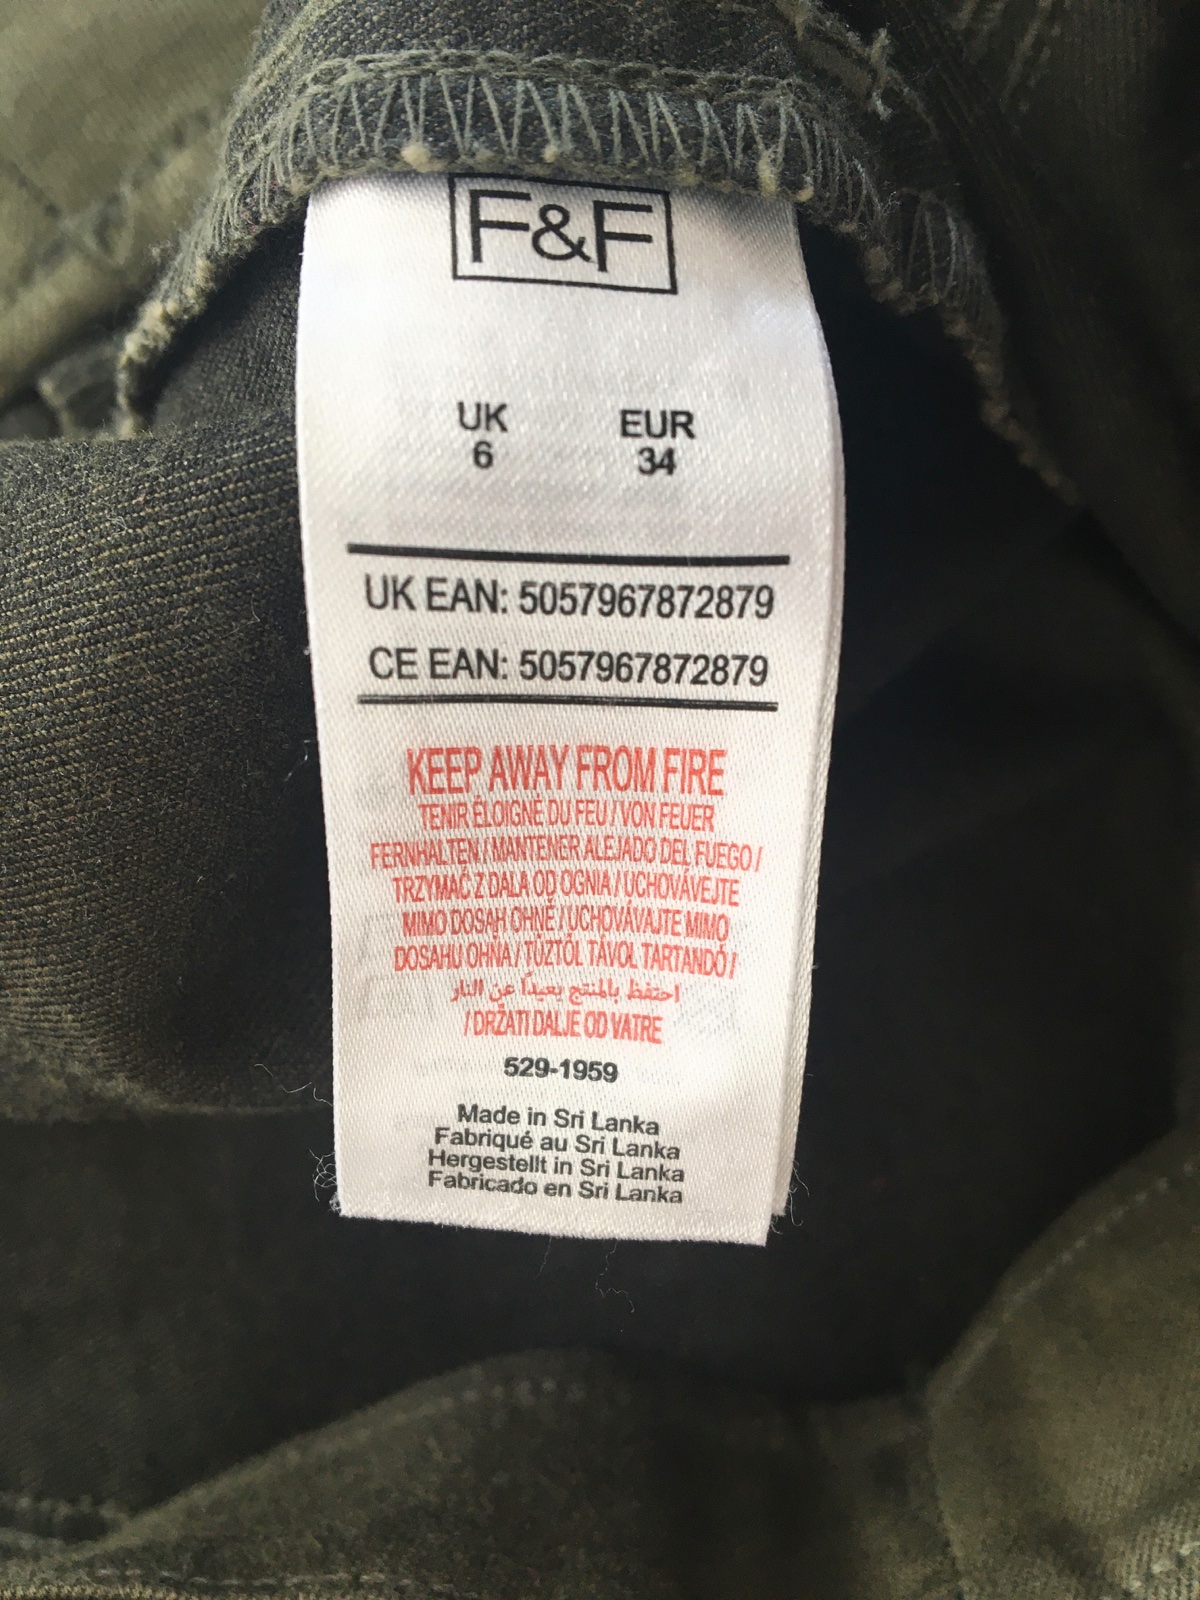 F&F
UK EUR
6 34
UK EAN: 5057967872879
CE EAN: 5057967872879
KEEP AWAY FROM FIRE
TENIR ÉLOIGNÉ DU FEU / VON FEUER
FERNHALTEN / MANTENER ALEJADO DEL FUEGO /
TRZYMAĆ Z DALA OD OGNIA / UCHOVÁVEJTE
MIMO DOSAH OHNĚ / UCHOVÁVAJTE MIMO
DOSAHU OHŇA / TŰZTŐL TÁVOL TARTANDÓ /
احتفظ بالمنتج بعيداً عن النار
/ DRŽATI DALJE OD VATRE
529-1959
Made in Sri Lanka
Fabriqué au Sri Lanka
Hergestellt in Sri Lanka
Fabricado en Sri Lanka